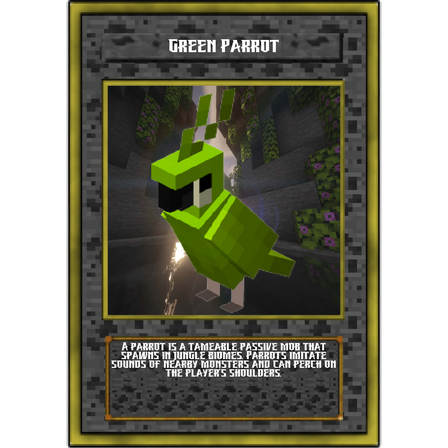 GREEN PARROT
A PARROT IS A TAMEABLE PASSIVE MOB THAT
SPAWNS IN JUNGLE BIOMES. PARROTS IMITATE
SOUNDS OF NEARBY MONSTERS AND CAN PERCH ON
THE PLAYER'S SHOULDERS.